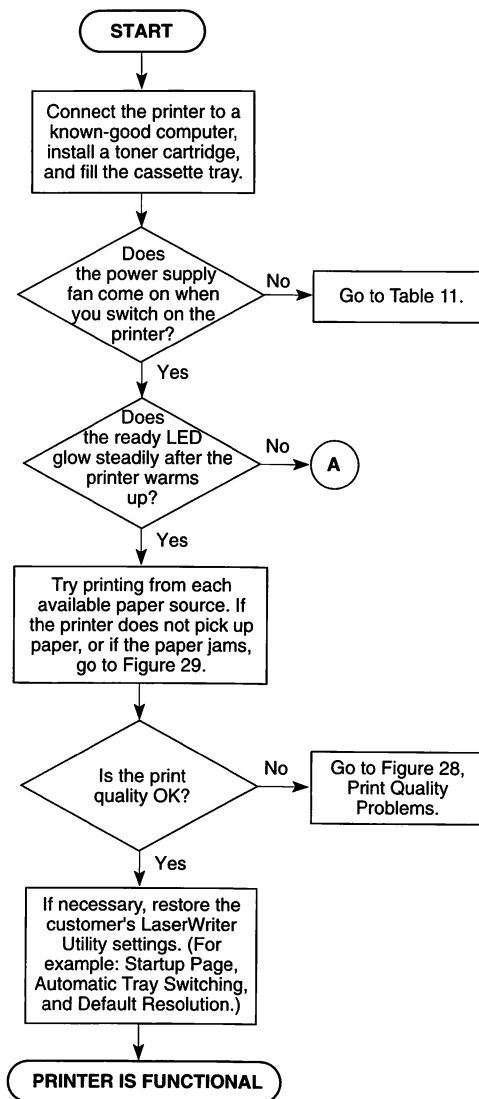 START
Connect the printer to a
known-good computer,
install a toner cartridge,
and fill the cassette tray.
Does
the power supply
fan come on when
you switch on the
printer?
No
Go to Table 11.
Yes
Does
the ready LED
glow steadily after the
printer warms
up?
No
A
Yes
Try printing from each
available paper source. If
the printer does not pick up
paper, or if the paper jams,
go to Figure 29.
Is the print
quality OK?
No
Go to Figure 28,
Print Quality
Problems.
Yes
If necessary, restore the
customer's LaserWriter
Utility settings. (For
example: Startup Page,
Automatic Tray Switching,
and Default Resolution.)
PRINTER IS FUNCTIONAL